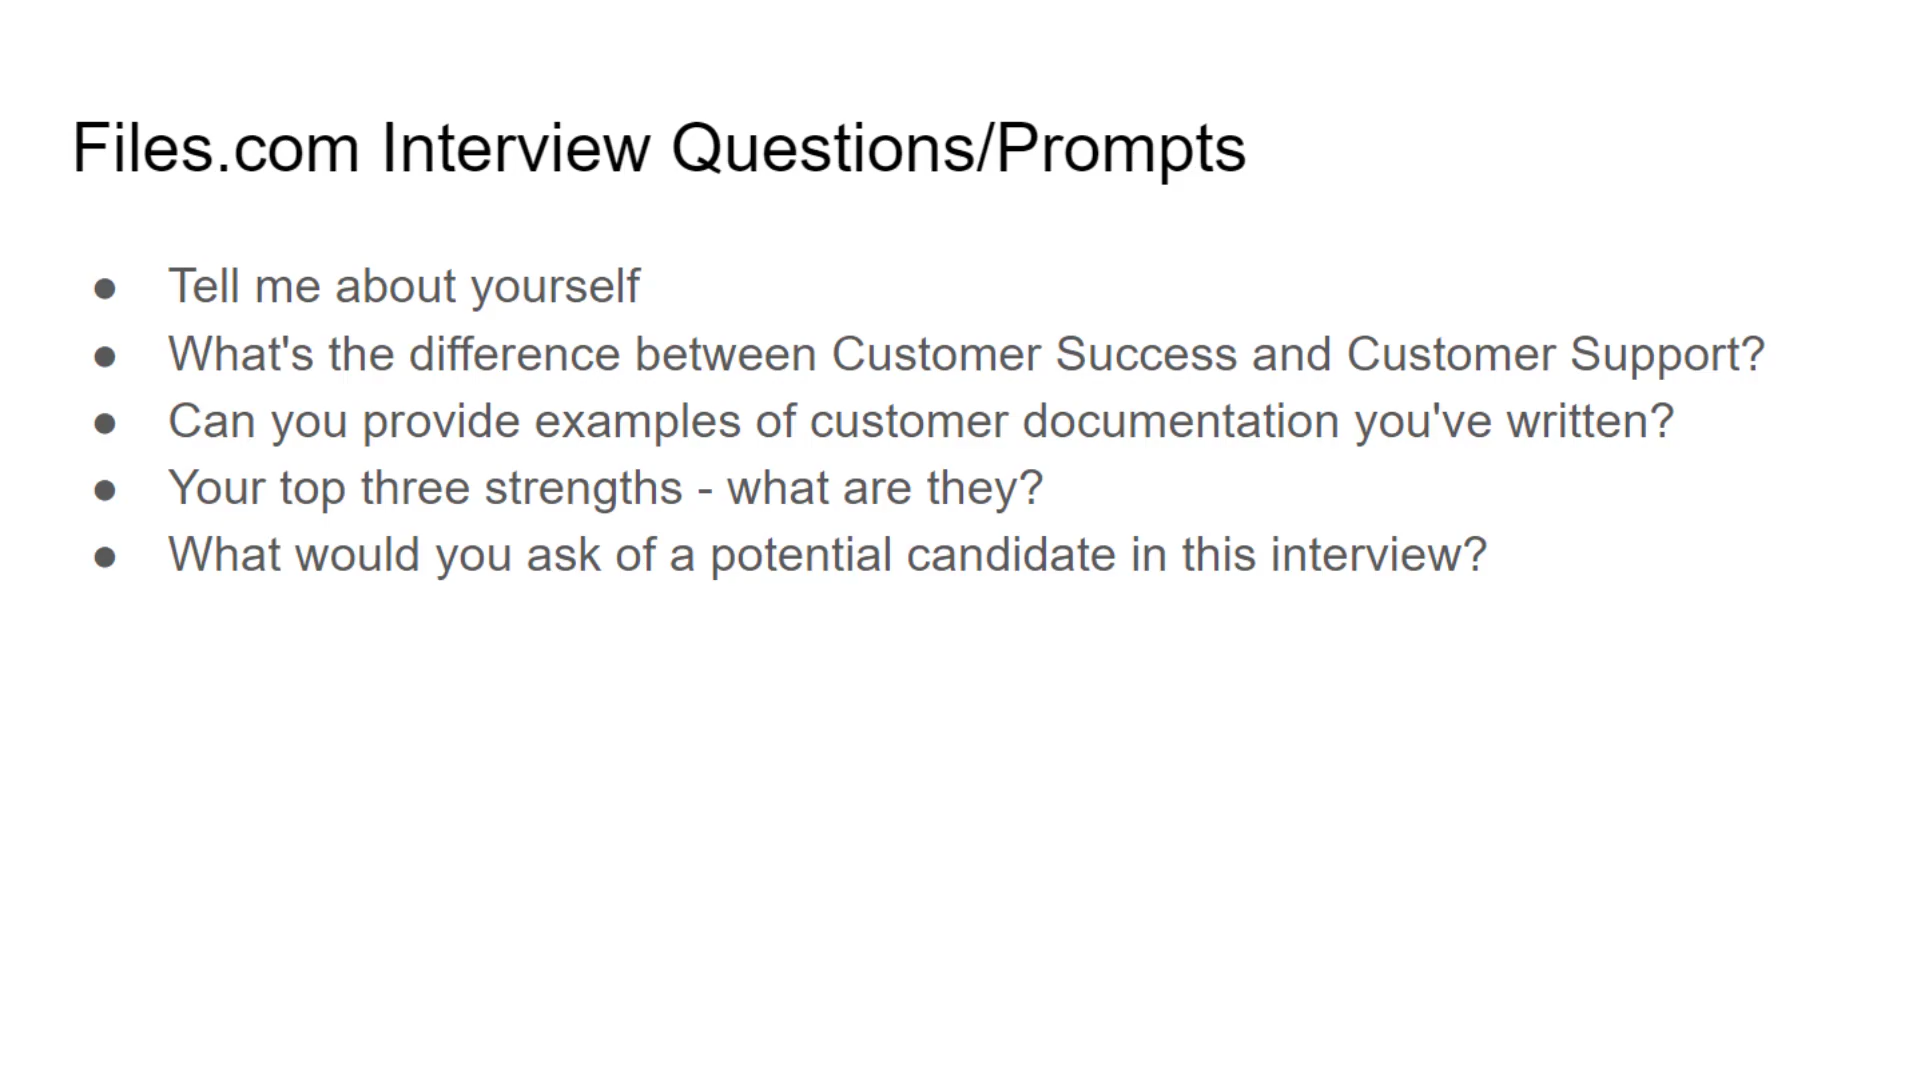 Files.com Interview Questions/Prompts
● Tell me about yourself
● What's the difference between Customer Success and Customer Support?
● Can you provide examples of customer documentation you've written?
● Your top three strengths - what are they?
● What would you ask of a potential candidate in this interview?